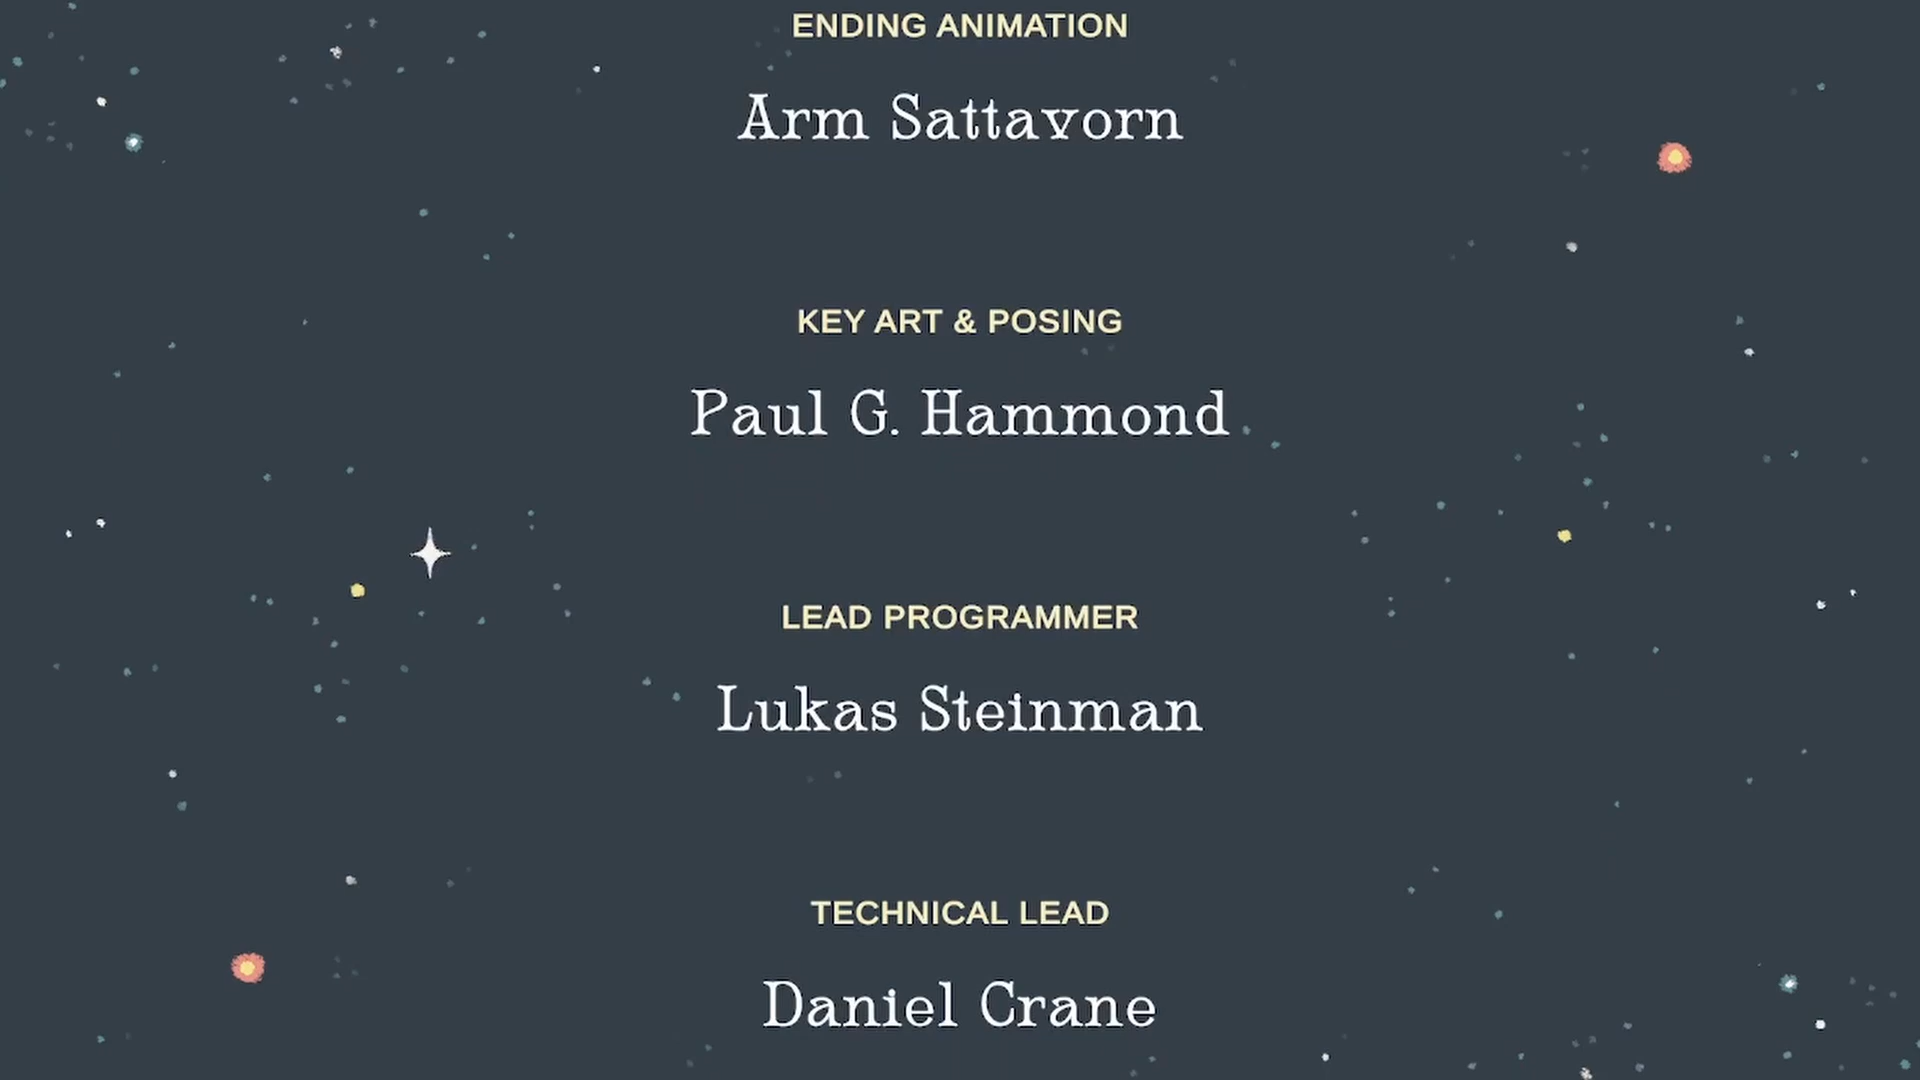 ENDING ANIMATION
Arm Sattavorn
KEY ART & POSING
Paul G. Hammond
LEAD PROGRAMMER
Lukas Steinman
TECHNICAL LEAD
Daniel Crane